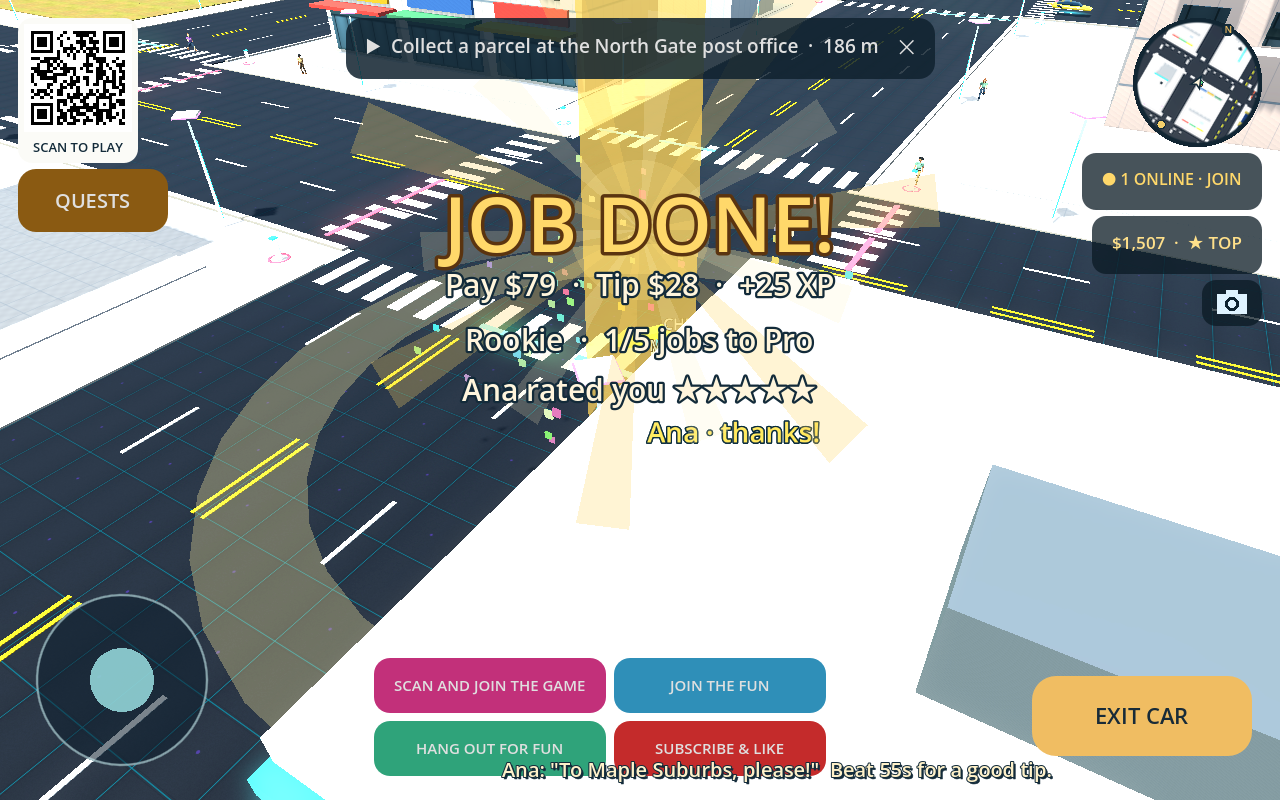 ▶ Collect a parcel at the North Gate post office · 186 m ✕
N
SCAN TO PLAY
QUESTS
1 ONLINE · JOIN
$1,507 · ★ TOP
JOB DONE!
Pay $79 · Tip $28 · +25 XP
Rookie · 1/5 jobs to Pro
Ana rated you ★★★★★
Ana · thanks!
SCAN AND JOIN THE GAME
JOIN THE FUN
HANG OUT FOR FUN
SUBSCRIBE & LIKE
EXIT CAR
Ana: "To Maple Suburbs, please!" Beat 55s for a good tip.